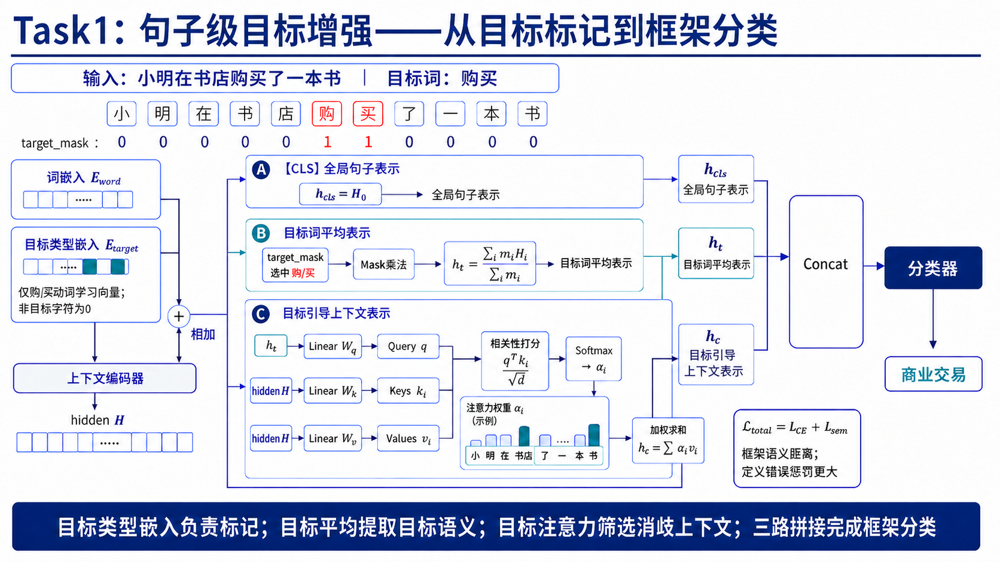 Task1：句子级目标增强——从目标标记到框架分类
输入：小明在书店购买了一本书 | 目标词：购买
小 明 在 书 店 购 买 了 一 本 书
target_mask： 0 0 0 0 0 1 1 0 0 0 0
词嵌入 E_word
.....
目标类型嵌入 E_target
.....
仅购/买动词学习向量；
非目标字符为0
+
相加
上下文编码器
hidden H
.....
A 【CLS】全局句子表示
h_cls = H_0
全局句子表示
B 目标词平均表示
target_mask
选中 购/买
Mask乘法
h_t = ∑_i m_i H_i / ∑_i m_i
目标词平均表示
C 目标引导上下文表示
h_t
Linear W_q
Query q
hidden H
Linear W_k
Keys k_i
hidden H
Linear W_v
Values v_i
相关性打分
q^T k_i / √d
Softmax
→ α_i
注意力权重 α_i
（示例）
....
小 明 在 书店 了 一 本 书
加权求和
h_c = ∑ α_i v_i
h_cls
全局句子表示
h_t
目标词平均表示
h_c
目标引导
上下文表示
Concat
分类器
商业交易
ℒ_total = L_CE + L_sem
框架语义距离；
定义错误惩罚更大
目标类型嵌入负责标记；目标平均提取目标语义；目标注意力筛选消歧上下文；三路拼接完成框架分类